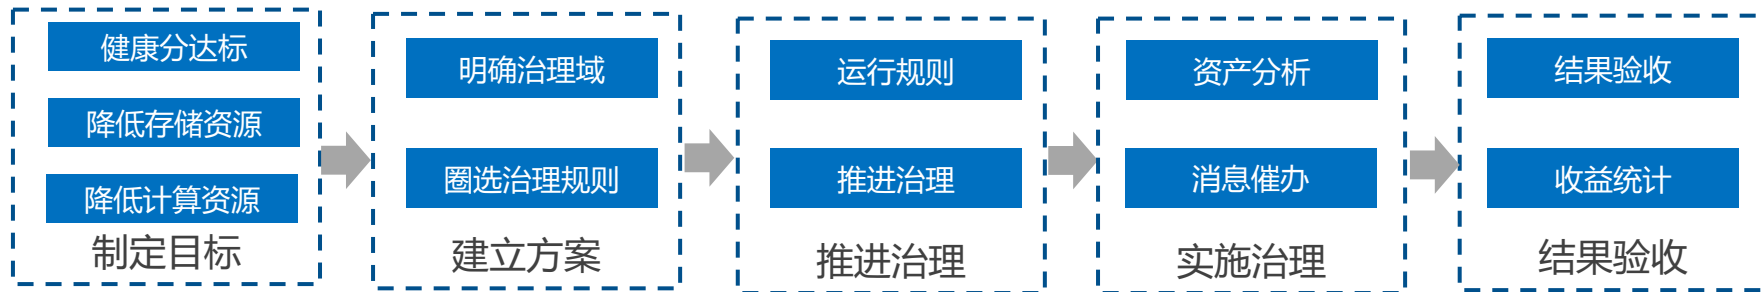 健康分达标
降低存储资源
降低计算资源
制定目标
明确治理域
圈选治理规则
建立方案
运行规则
推进治理
推进治理
资产分析
消息催办
实施治理
结果验收
收益统计
结果验收